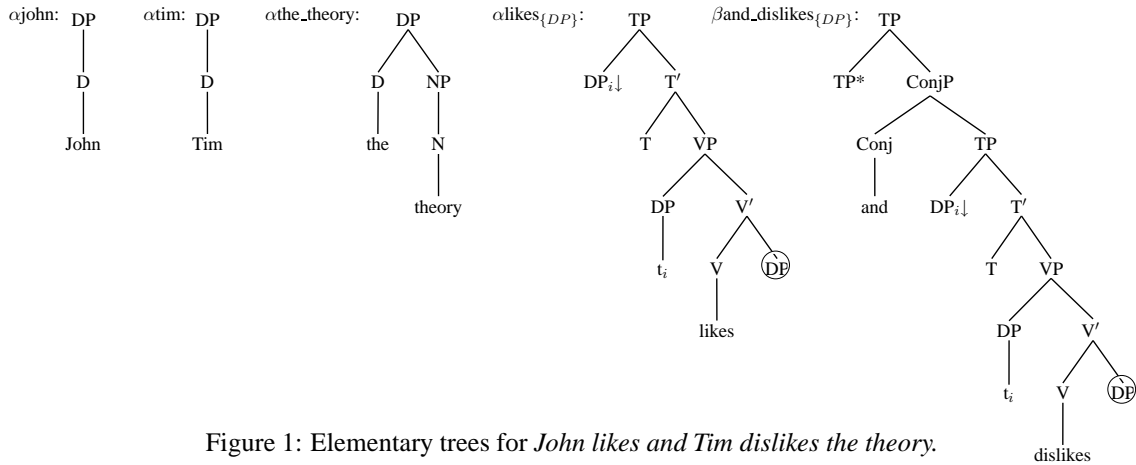 αjohn: DP αtim: DP αthe_theory: DP αlikes{DP}: TP βand_dislikes{DP}: TP
D D D NP DPi↓ T′ TP* ConjP
John Tim the N T VP Conj TP
theory DP V′ and DPi↓ T′
ti V DP T VP
likes DP V′
ti V DP
Figure 1: Elementary trees for John likes and Tim dislikes the theory.
dislikes